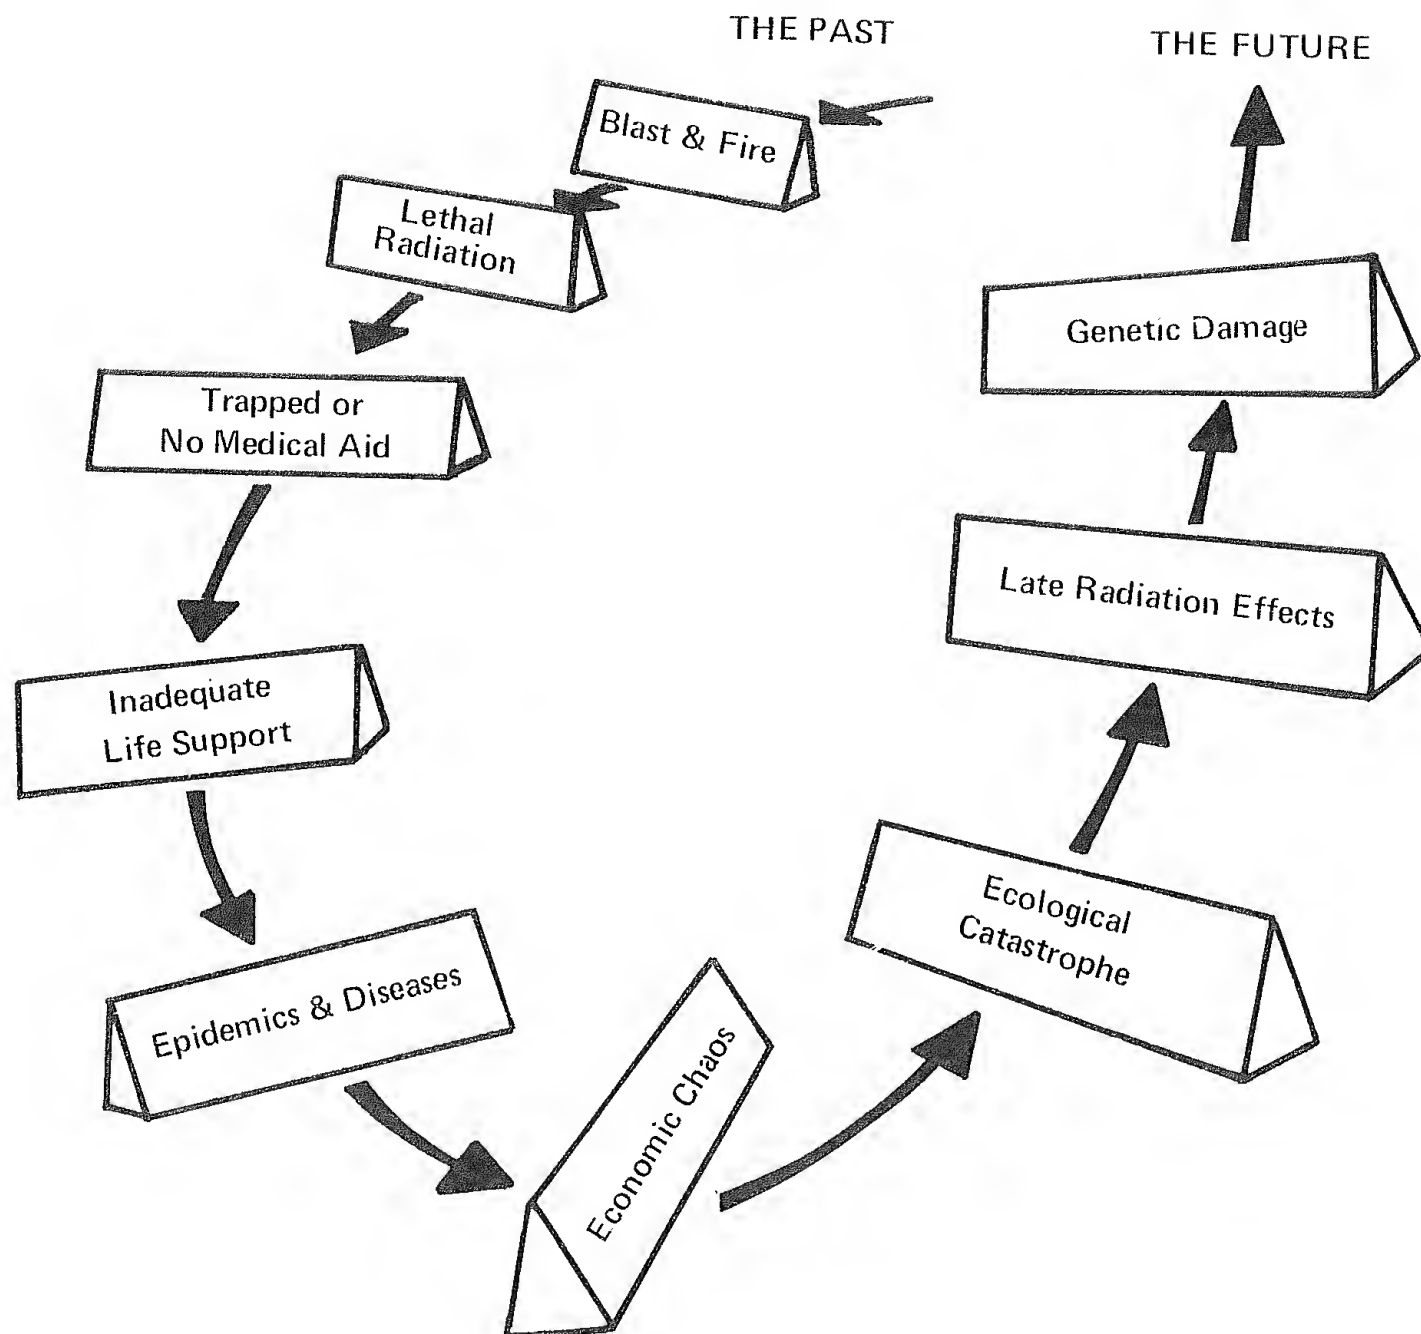 THE PAST
THE FUTURE
Blast & Fire
Lethal
Radiation
Trapped or
No Medical Aid
Inadequate
Life Support
Epidemics & Diseases
Economic Chaos
Ecological
Catastrophe
Late Radiation Effects
Genetic Damage